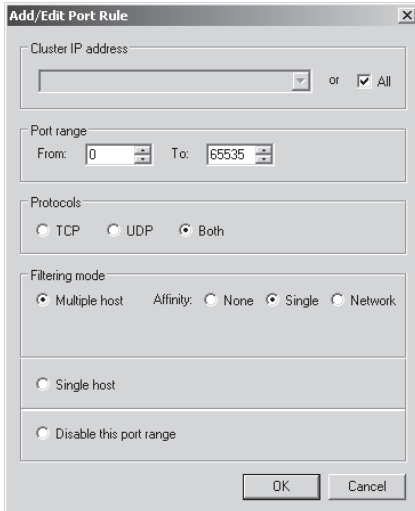 Add/Edit Port Rule
Cluster IP address
or All
Port range
From: 0 To: 65535
Protocols
TCP UDP Both
Filtering mode
Multiple host Affinity: None Single Network
Single host
Disable this port range
OK Cancel